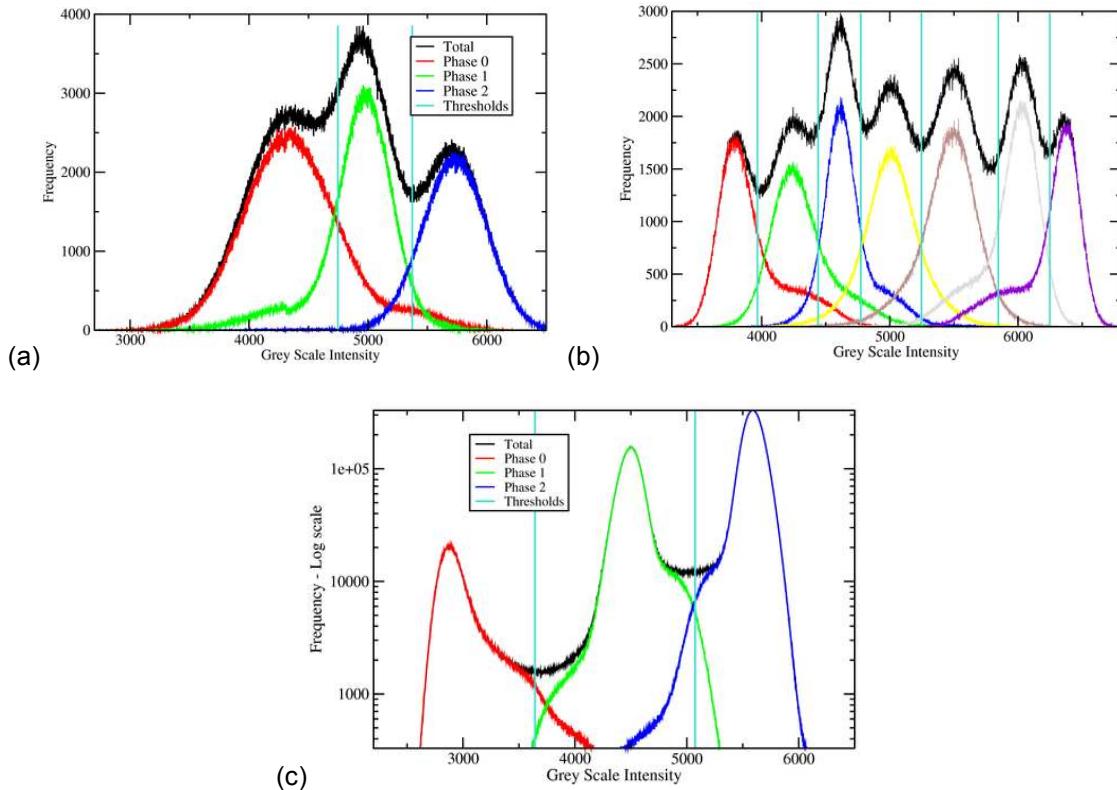 4000
3000
2000
1000
0
Frequency
3000 4000 5000 6000
Grey Scale Intensity
Total
Phase 0
Phase 1
Phase 2
Thresholds
(a)
3000
2500
2000
1500
1000
500
0
Frequency
4000 5000 6000
Grey Scale Intensity
(b)
1e+05
10000
1000
Frequency - Log scale
3000 4000 5000 6000
Grey Scale Intensity
Total
Phase 0
Phase 1
Phase 2
Thresholds
(c)